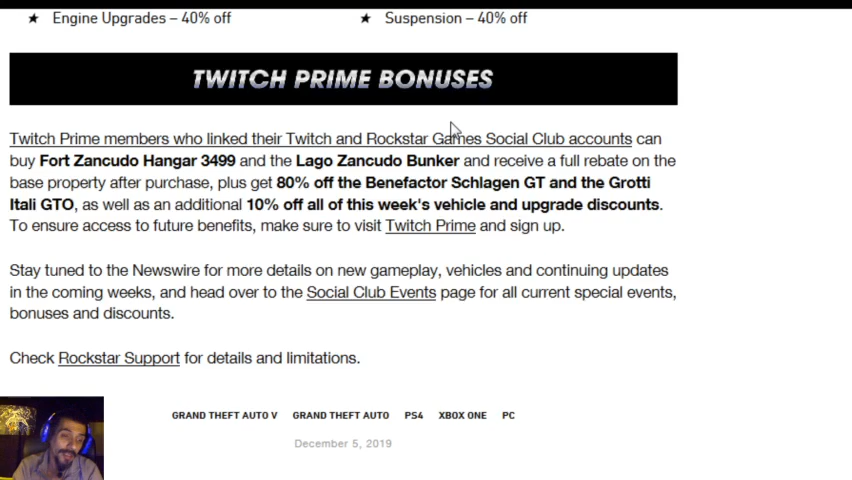 ★ Engine Upgrades – 40% off
★ Suspension – 40% off
TWITCH PRIME BONUSES
Twitch Prime members who linked their Twitch and Rockstar Games Social Club accounts can
buy Fort Zancudo Hangar 3499 and the Lago Zancudo Bunker and receive a full rebate on the
base property after purchase, plus get 80% off the Benefactor Schlagen GT and the Grotti
Itali GTO, as well as an additional 10% off all of this week's vehicle and upgrade discounts.
To ensure access to future benefits, make sure to visit Twitch Prime and sign up.
Stay tuned to the Newswire for more details on new gameplay, vehicles and continuing updates
in the coming weeks, and head over to the Social Club Events page for all current special events,
bonuses and discounts.
Check Rockstar Support for details and limitations.
GRAND THEFT AUTO V GRAND THEFT AUTO PS4 XBOX ONE PC
December 5, 2019